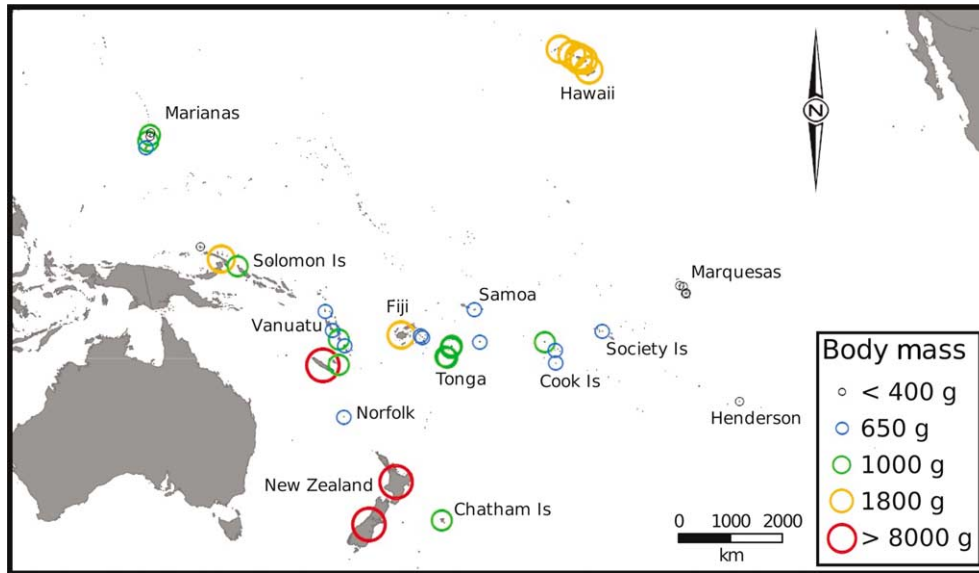 Hawaii
Marianas
N
Solomon Is
Marquesas
Samoa
Fiji
Vanuatu
Society Is
Tonga
Cook Is
Henderson
Norfolk
New Zealand
Chatham Is
0 1000 2000
km
Body mass
< 400 g
650 g
1000 g
1800 g
> 8000 g